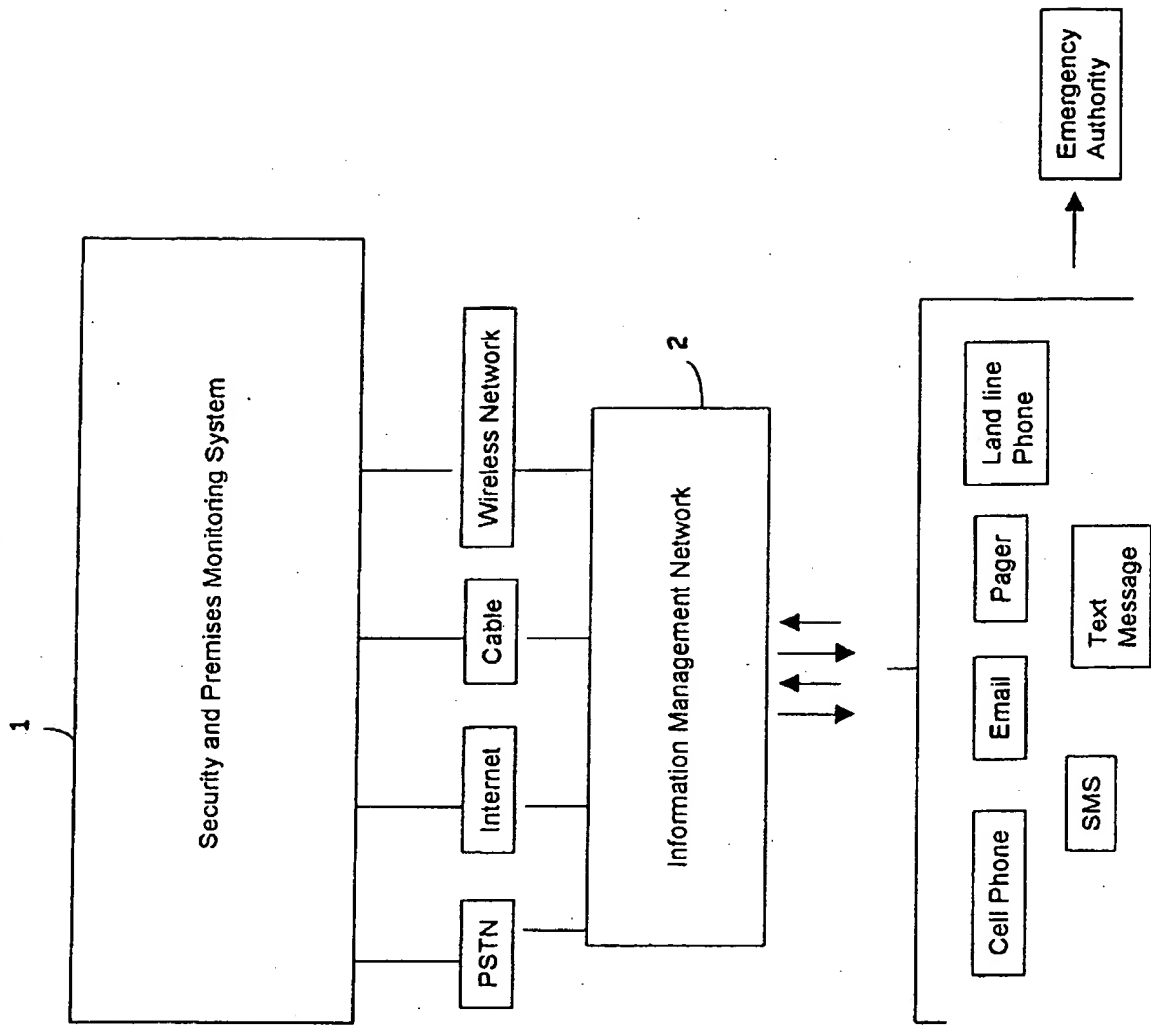 1
Security and Premises Monitoring System
PSTN
Internet
Cable
Wireless Network
2
Information Management Network
Cell Phone
Email
Pager
Land line
Phone
SMS
Text
Message
Emergency
Authority